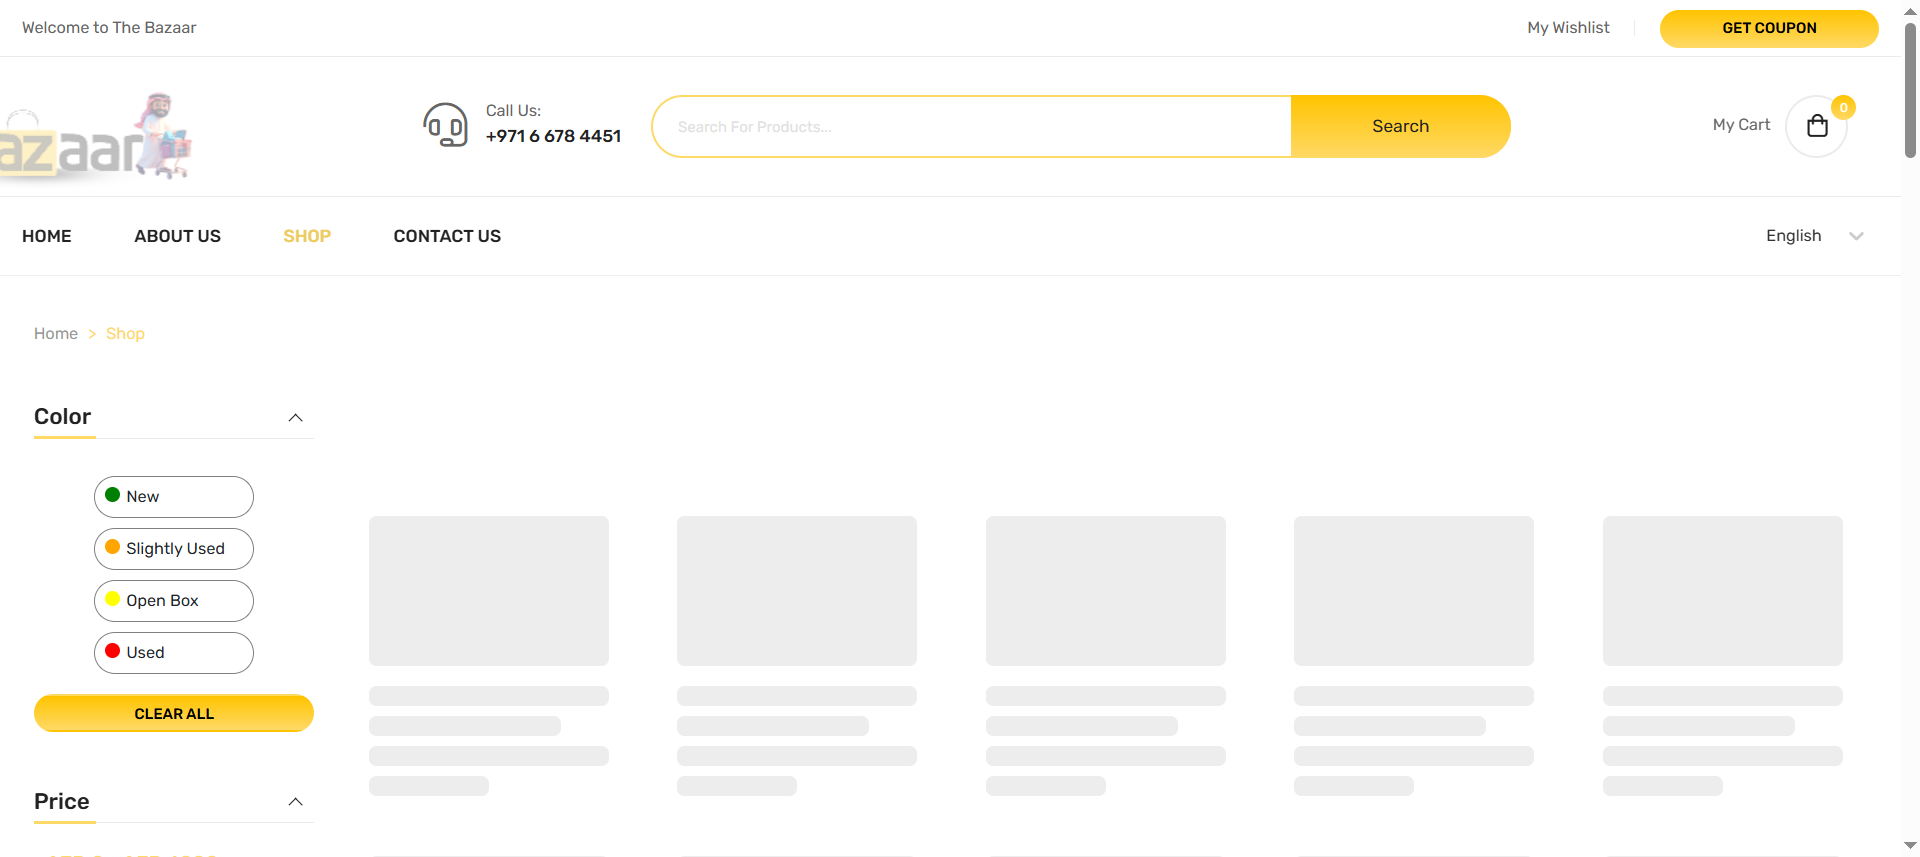 Welcome to The Bazaar
My Wishlist
GET COUPON
azaar
Call Us:
+971 6 678 4451
Search For Products...
Search
My Cart
0
HOME
ABOUT US
SHOP
CONTACT US
English
Home > Shop
Color
New
Slightly Used
Open Box
Used
CLEAR ALL
Price